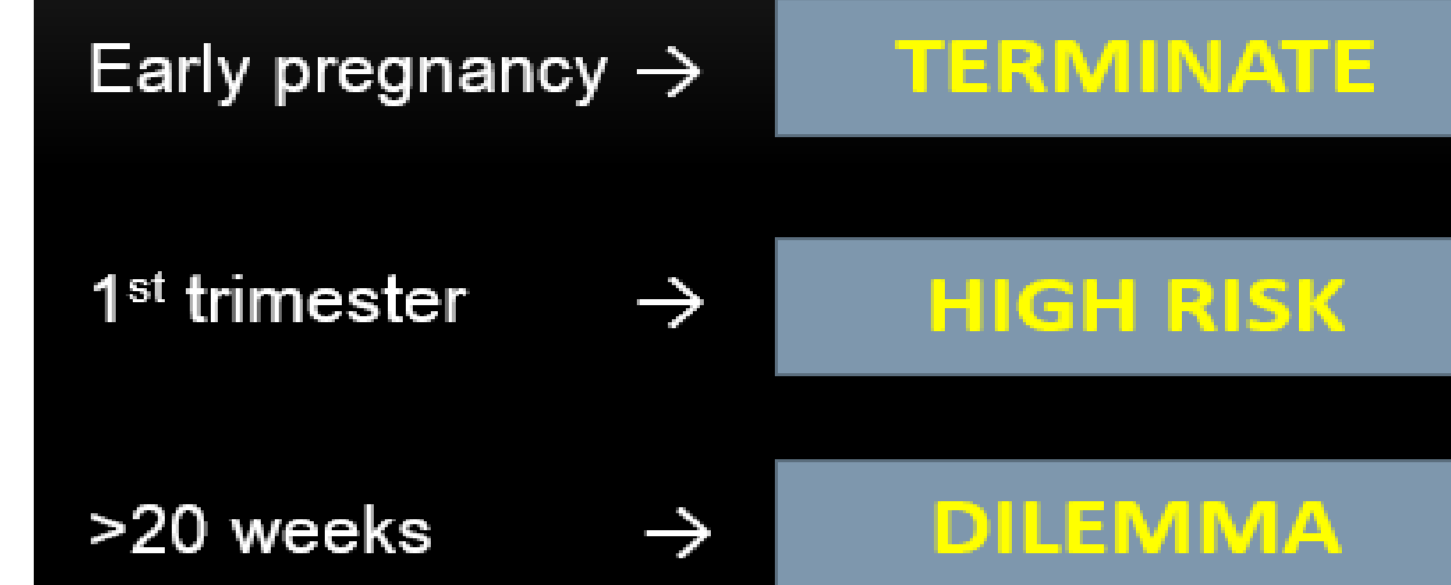 Early pregnancy → TERMINATE
1st trimester → HIGH RISK
>20 weeks → DILEMMA